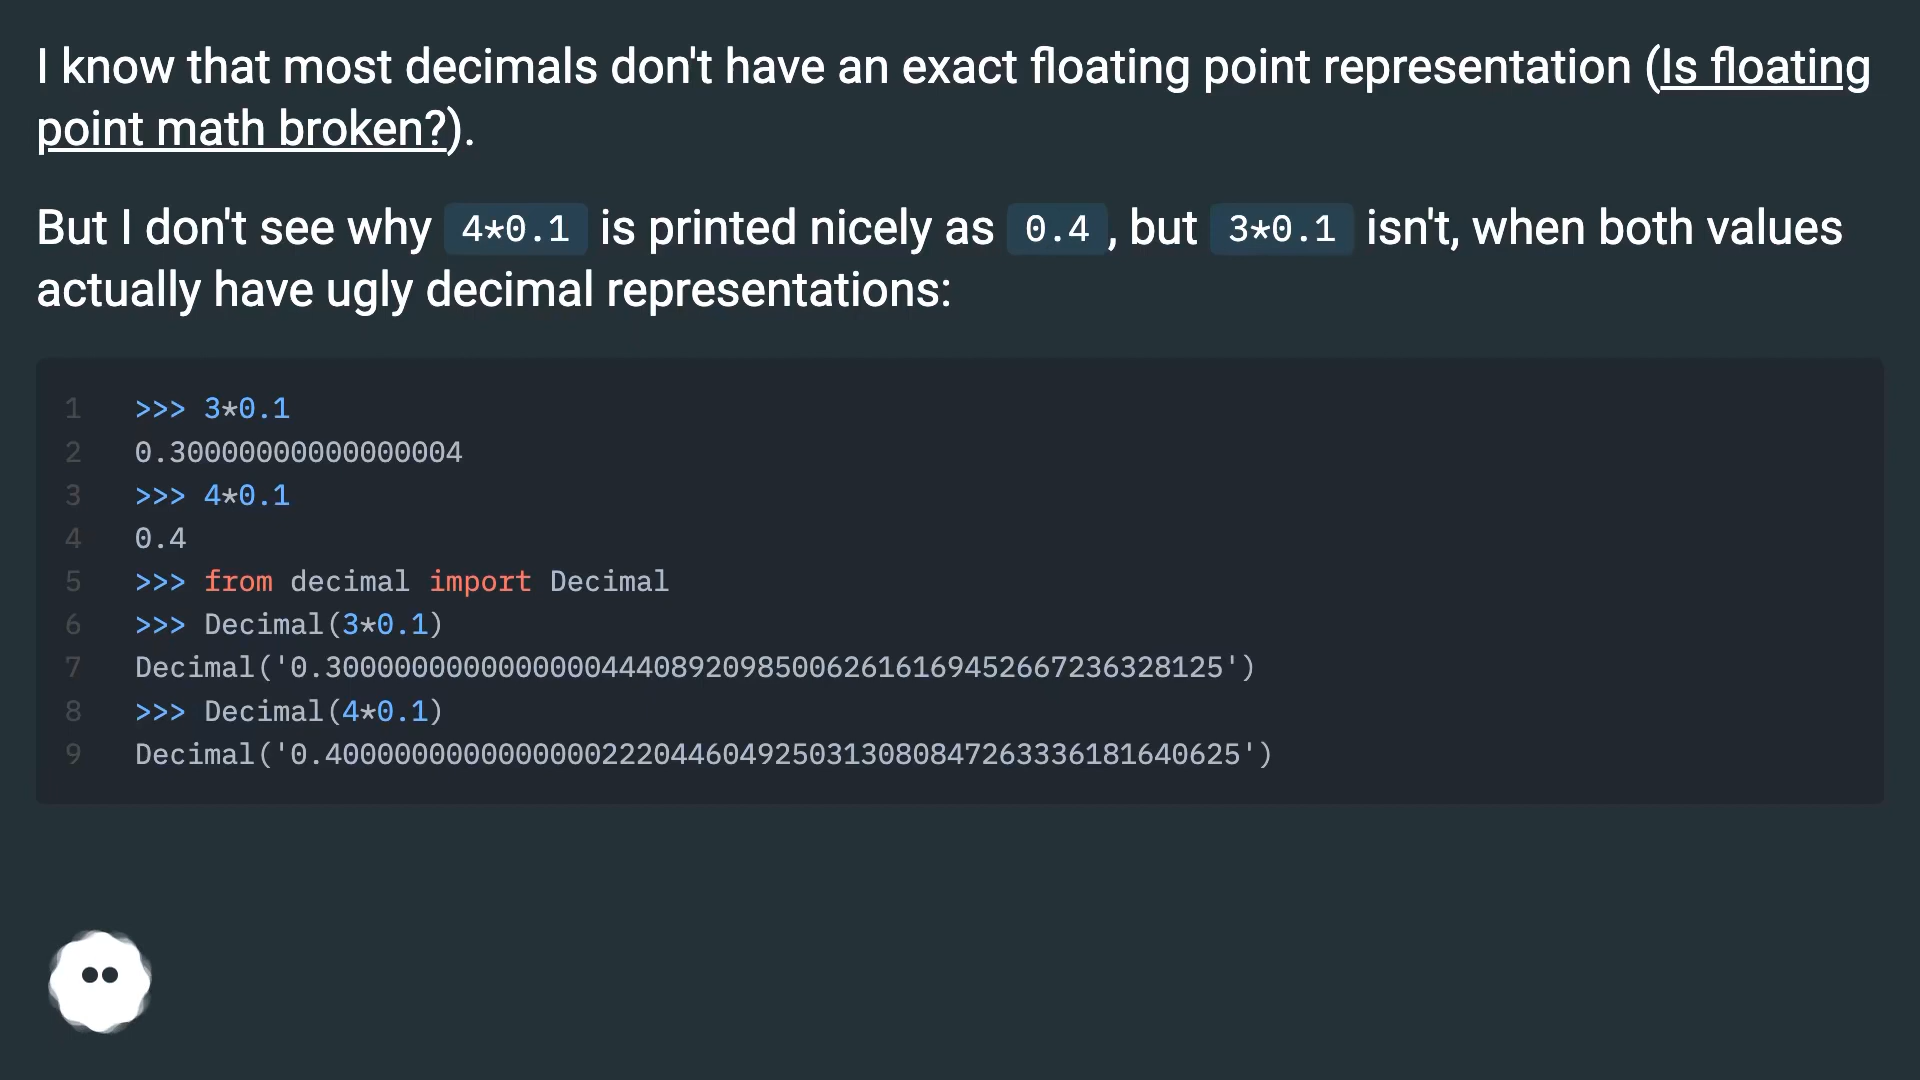 I know that most decimals don't have an exact floating point representation (Is floating
point math broken?).
But I don't see why 4*0.1 is printed nicely as 0.4, but 3*0.1 isn't, when both values
actually have ugly decimal representations:
1 >>> 3*0.1
2 0.30000000000000004
3 >>> 4*0.1
4 0.4
5 >>> from decimal import Decimal
6 >>> Decimal(3*0.1)
7 Decimal('0.3000000000000000444089209850062616169452667236328125')
8 >>> Decimal(4*0.1)
9 Decimal('0.40000000000000002220446049250313080847263336181640625')